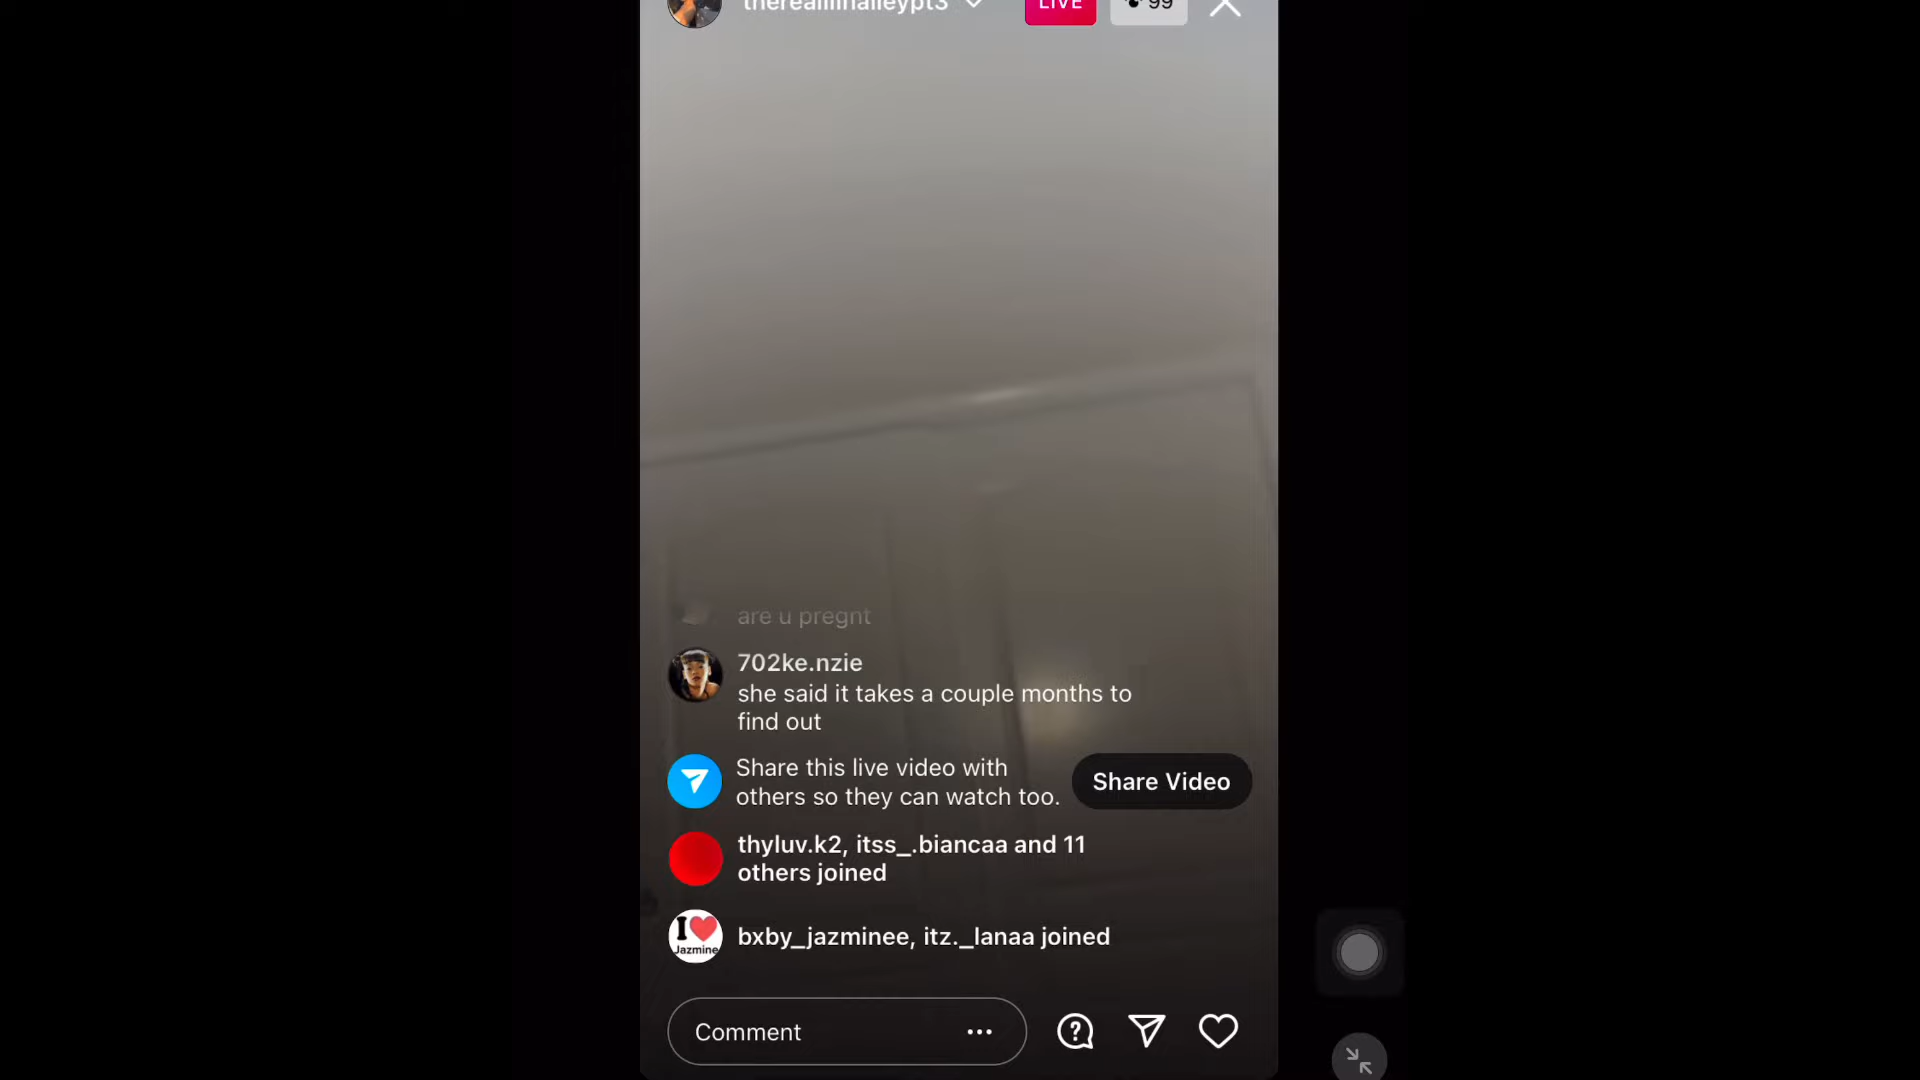 LIVE
99
are u pregnt
702ke.nzie
she said it takes a couple months to
find out
Share this live video with
others so they can watch too.
Share Video
thyluv.k2, itss_.biancaa and 11
others joined
I
Jazmine
bxby_jazminee, itz._lanaa joined
Comment